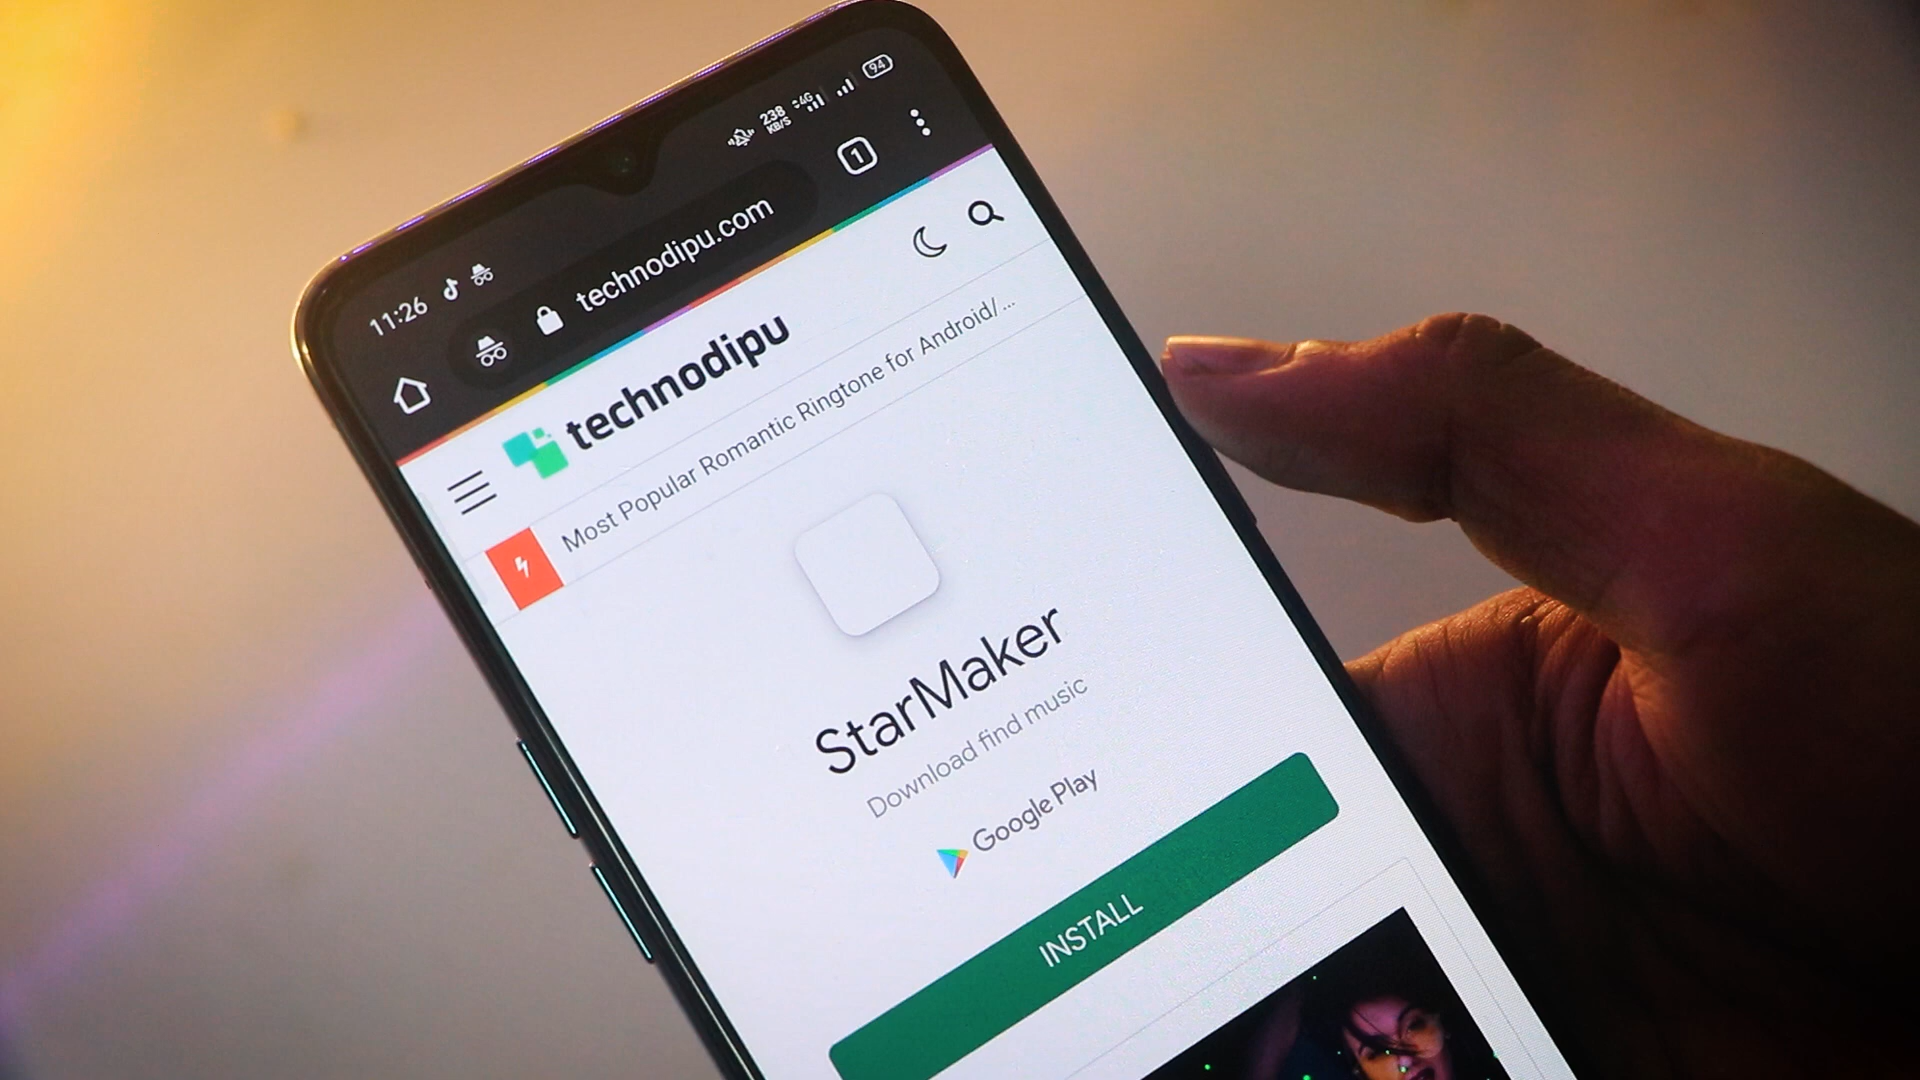 11:26
238
KB/S
4G
94
technodipu.com
1
technodipu
Most Popular Romantic Ringtone for Android/...
StarMaker
Download find music
Google Play
INSTALL